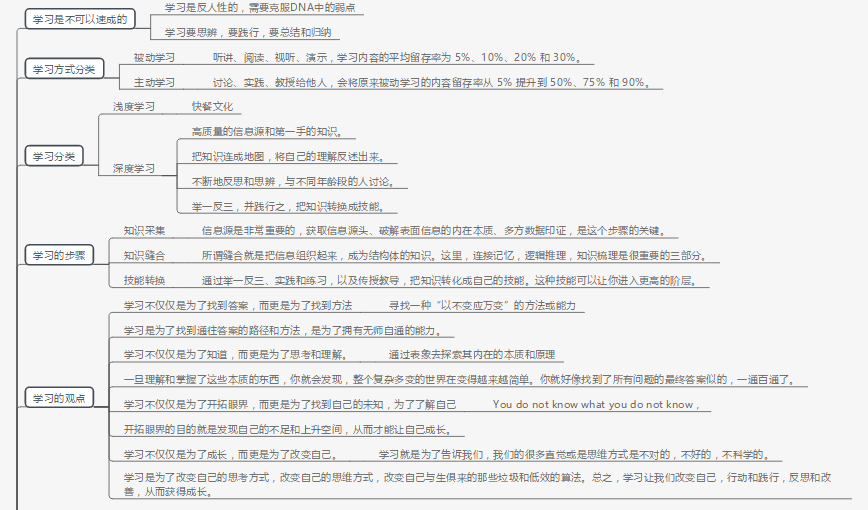 学习是不可以速成的
学习是反人性的，需要克服DNA中的弱点
学习要思辨，要践行，要总结和归纳
学习方式分类
被动学习
听讲、阅读、视听、演示，学习内容的平均留存率为 5%、10%、20% 和 30%。
主动学习
讨论、实践、教授给他人，会将原来被动学习的内容留存率从 5% 提升到 50%、75% 和 90%。
学习分类
浅度学习
快餐文化
深度学习
高质量的信息源和第一手的知识。
把知识连成地图，将自己的理解反述出来。
不断地反思和思辨，与不同年龄段的人讨论。
举一反三，并践行之，把知识转换成技能。
学习的步骤
知识采集
信息源是非常重要的，获取信息源头、破解表面信息的内在本质、多方数据印证，是这个步骤的关键。
知识缝合
所谓缝合就是把信息组织起来，成为结构体的知识。这里，连接记忆，逻辑推理，知识梳理是很重要的三部分。
技能转换
通过举一反三、实践和练习，以及传授教导，把知识转化成自己的技能。这种技能可以让你进入更高的阶层。
学习的观点
学习不仅仅是为了找到答案，而更是为了找到方法
寻找一种“以不变应万变”的方法或能力
学习是为了找到通往答案的路径和方法，是为了拥有无师自通的能力。
学习不仅仅是为了知道，而更是为了思考和理解。
通过表象去探索其内在的本质和原理
一旦理解和掌握了这些本质的东西，你就会发现，整个复杂多变的世界在变得越来越简单。你就好像找到了所有问题的最终答案似的，一通百通了。
学习不仅仅是为了开拓眼界，而更是为了找到自己的未知，为了了解自己
You do not know what you do not know，
开拓眼界的目的就是发现自己的不足和上升空间，从而才能让自己成长。
学习不仅仅是为了成长，而更是为了改变自己。
学习就是为了告诉我们，我们的很多直觉或是思维方式是不对的，不好的，不科学的。
学习是为了改变自己的思考方式，改变自己的思维方式，改变自己与生俱来的那些垃圾和低效的算法。总之，学习让我们改变自己，行动和践行，反思和改
善，从而获得成长。